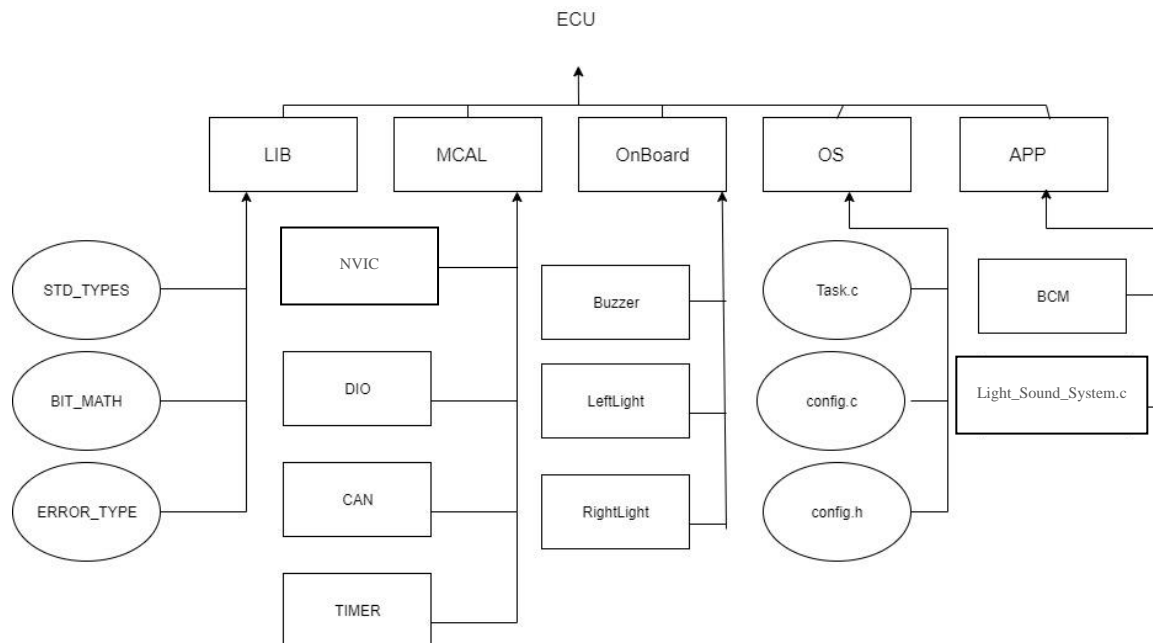 ECU
LIB
MCAL
OnBoard
OS
APP
NVIC
STD_TYPES
Buzzer
Task.c
BCM
DIO
BIT_MATH
LeftLight
config.c
Light_Sound_System.c
CAN
ERROR_TYPE
RightLight
config.h
TIMER